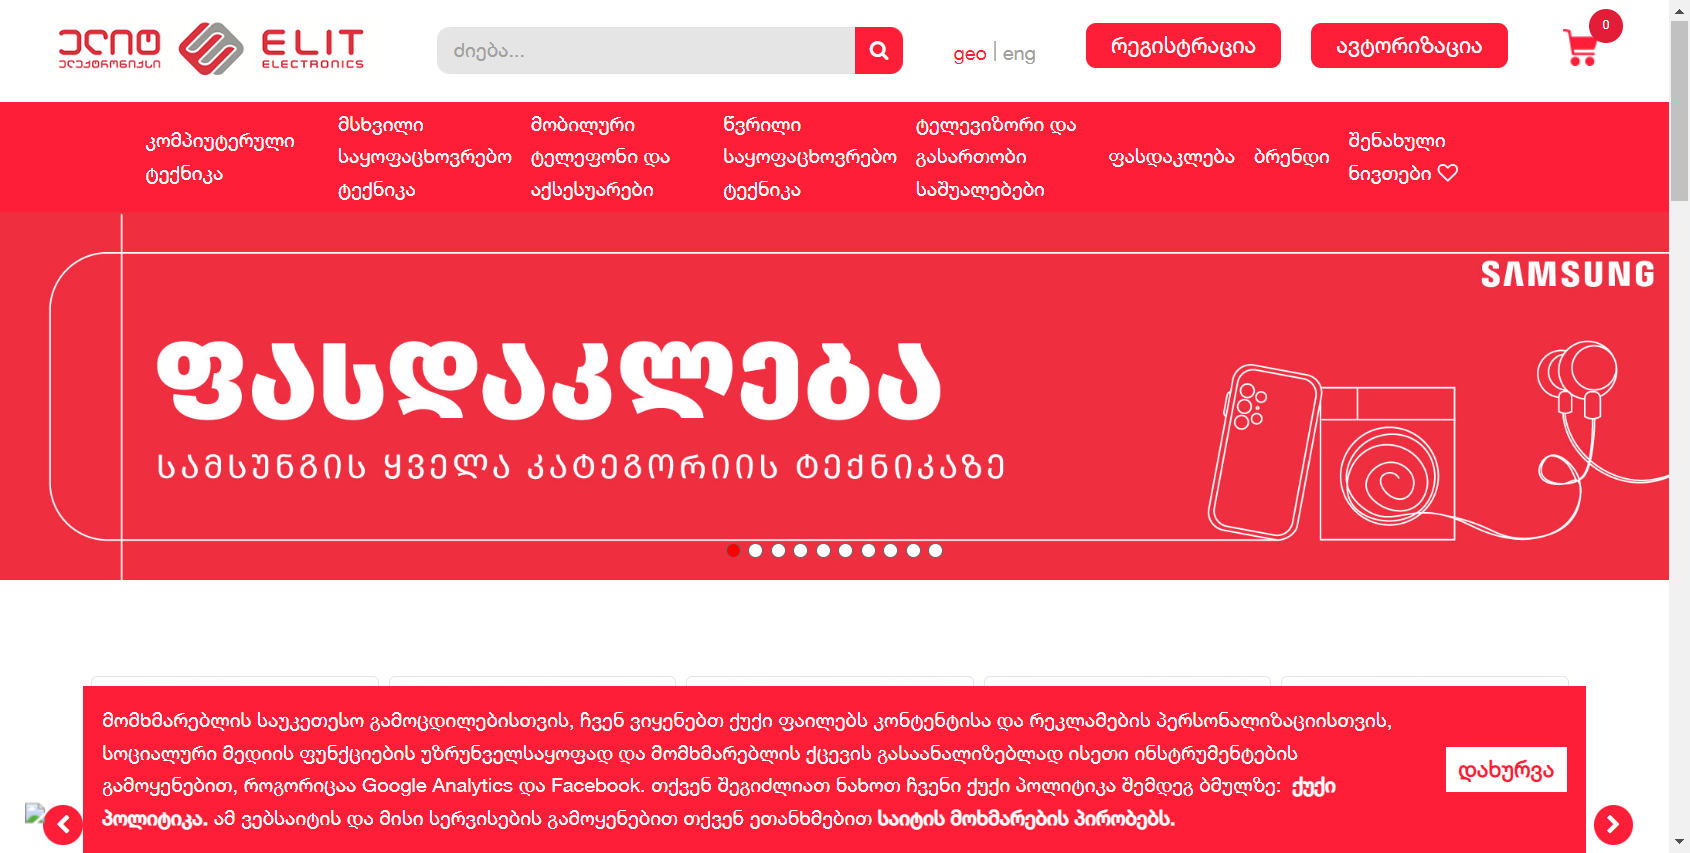 ელიტ
ელექტრონიქსი
ELIT
ELECTRONICS
ძიება...
geo | eng
რეგისტრაცია
ავტორიზაცია
0
კომპიუტერული
ტექნიკა
მსხვილი
საყოფაცხოვრებო
ტექნიკა
მობილური
ტელეფონი და
აქსესუარები
წვრილი
საყოფაცხოვრებო
ტექნიკა
ტელევიზორი და
გასართობი
საშუალებები
ფასდაკლება
ბრენდი
შენახული
ნივთები
SAMSUNG
ფასდაკლება
სამსუნგის ყველა კატეგორიის ტექნიკაზე
მომხმარებლის საუკეთესო გამოცდილებისთვის, ჩვენ ვიყენებთ ქუქი ფაილებს კონტენტისა და რეკლამების პერსონალიზაციისთვის,
სოციალური მედიის ფუნქციების უზრუნველსაყოფად და მომხმარებლის ქცევის გასაანალიზებლად ისეთი ინსტრუმენტების
გამოყენებით, როგორიცაა Google Analytics და Facebook. თქვენ შეგიძლიათ ნახოთ ჩვენი ქუქი პოლიტიკა შემდეგ ბმულზე: ქუქი
პოლიტიკა. ამ ვებსაიტის და მისი სერვისების გამოყენებით თქვენ ეთანხმებით საიტის მოხმარების პირობებს.
დახურვა